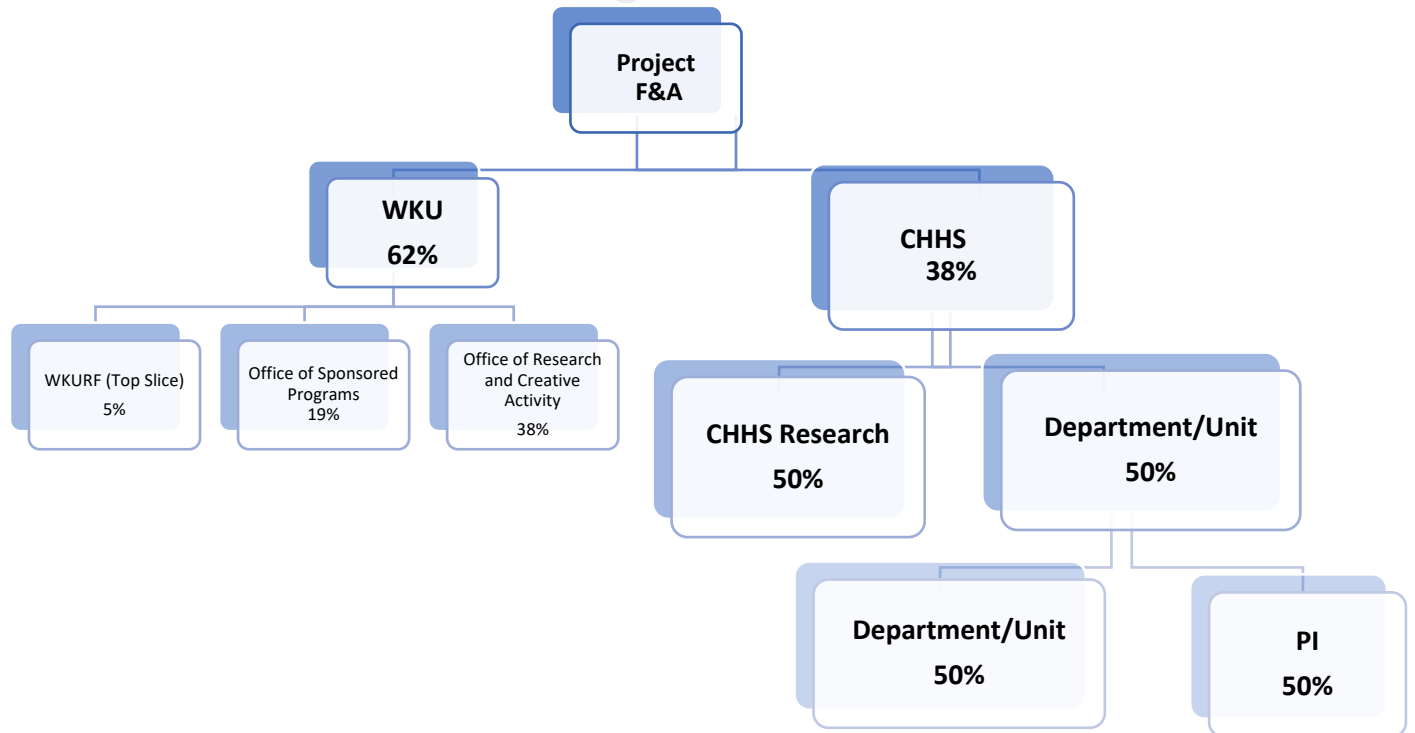 Project
F&A
WKU
62%
CHHS
38%
WKURF (Top Slice)
5%
Office of Sponsored
Programs
19%
Office of Research
and Creative
Activity
38%
CHHS Research
50%
Department/Unit
50%
Department/Unit
50%
PI
50%